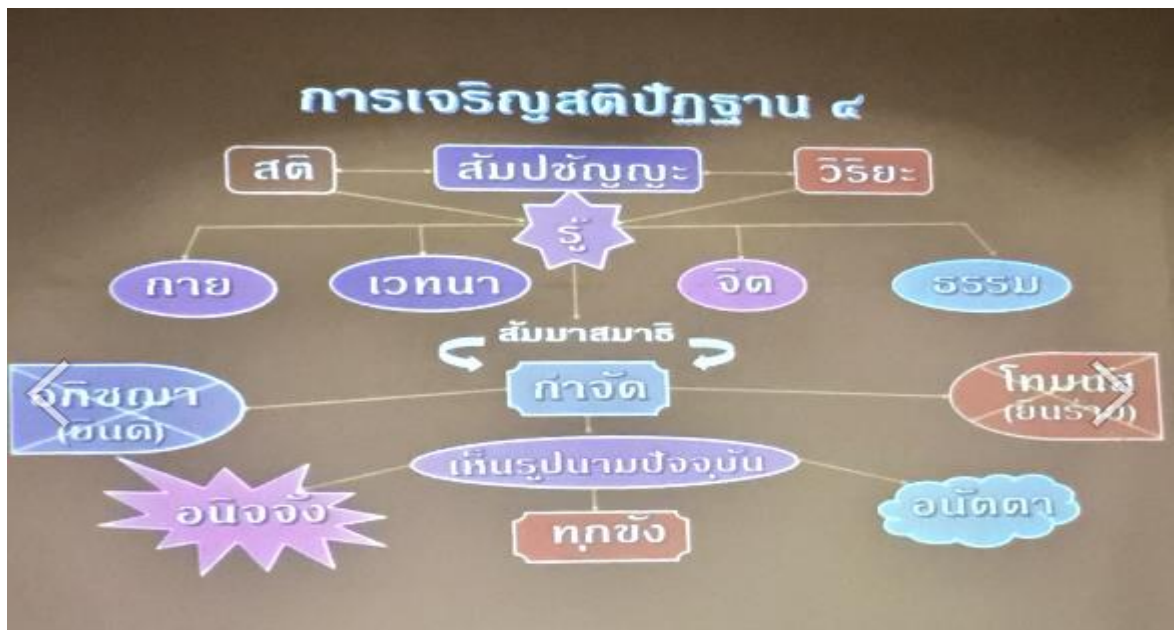 การเจริญสติปัฏฐาน ๔
สติ
สัมปชัญญะ
วิริยะ
รู้
กาย
เวทนา
จิต
ธรรม
สัมมาสมาธิ
อภิชฌา
(ยินดี)
กำจัด
โทมนัส
(ยินร้าย)
เห็นรูปนามปัจจุบัน
อนิจจัง
ทุกขัง
อนัตตา